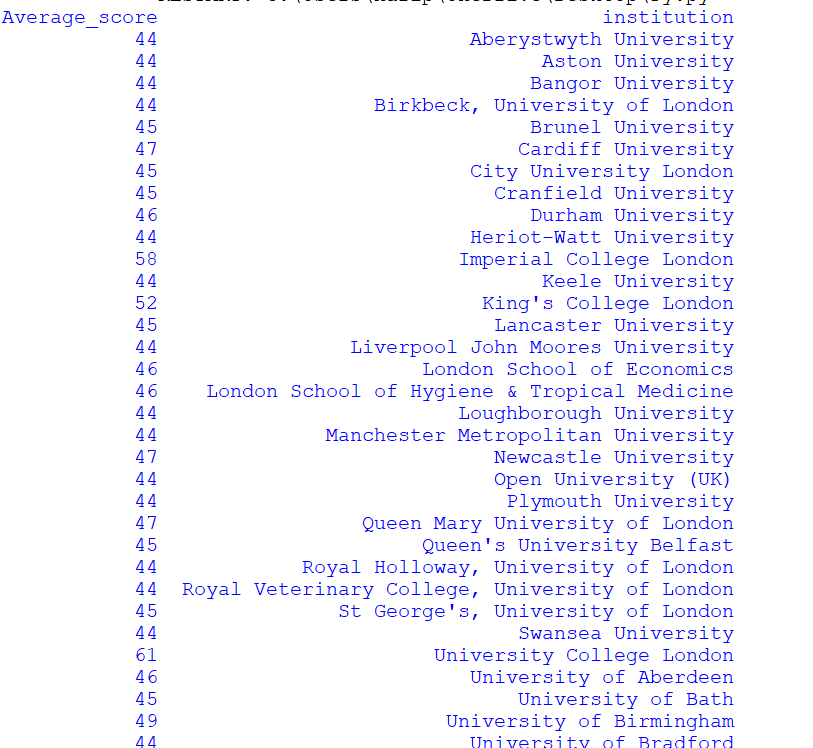 Average_score institution
44 Aberystwyth University
44 Aston University
44 Bangor University
44 Birkbeck, University of London
45 Brunel University
47 Cardiff University
45 City University London
45 Cranfield University
46 Durham University
44 Heriot-Watt University
58 Imperial College London
44 Keele University
52 King's College London
45 Lancaster University
44 Liverpool John Moores University
46 London School of Economics
46 London School of Hygiene & Tropical Medicine
44 Loughborough University
44 Manchester Metropolitan University
47 Newcastle University
44 Open University (UK)
44 Plymouth University
47 Queen Mary University of London
45 Queen's University Belfast
44 Royal Holloway, University of London
44 Royal Veterinary College, University of London
45 St George's, University of London
44 Swansea University
61 University College London
46 University of Aberdeen
45 University of Bath
49 University of Birmingham
44 University of Bradford